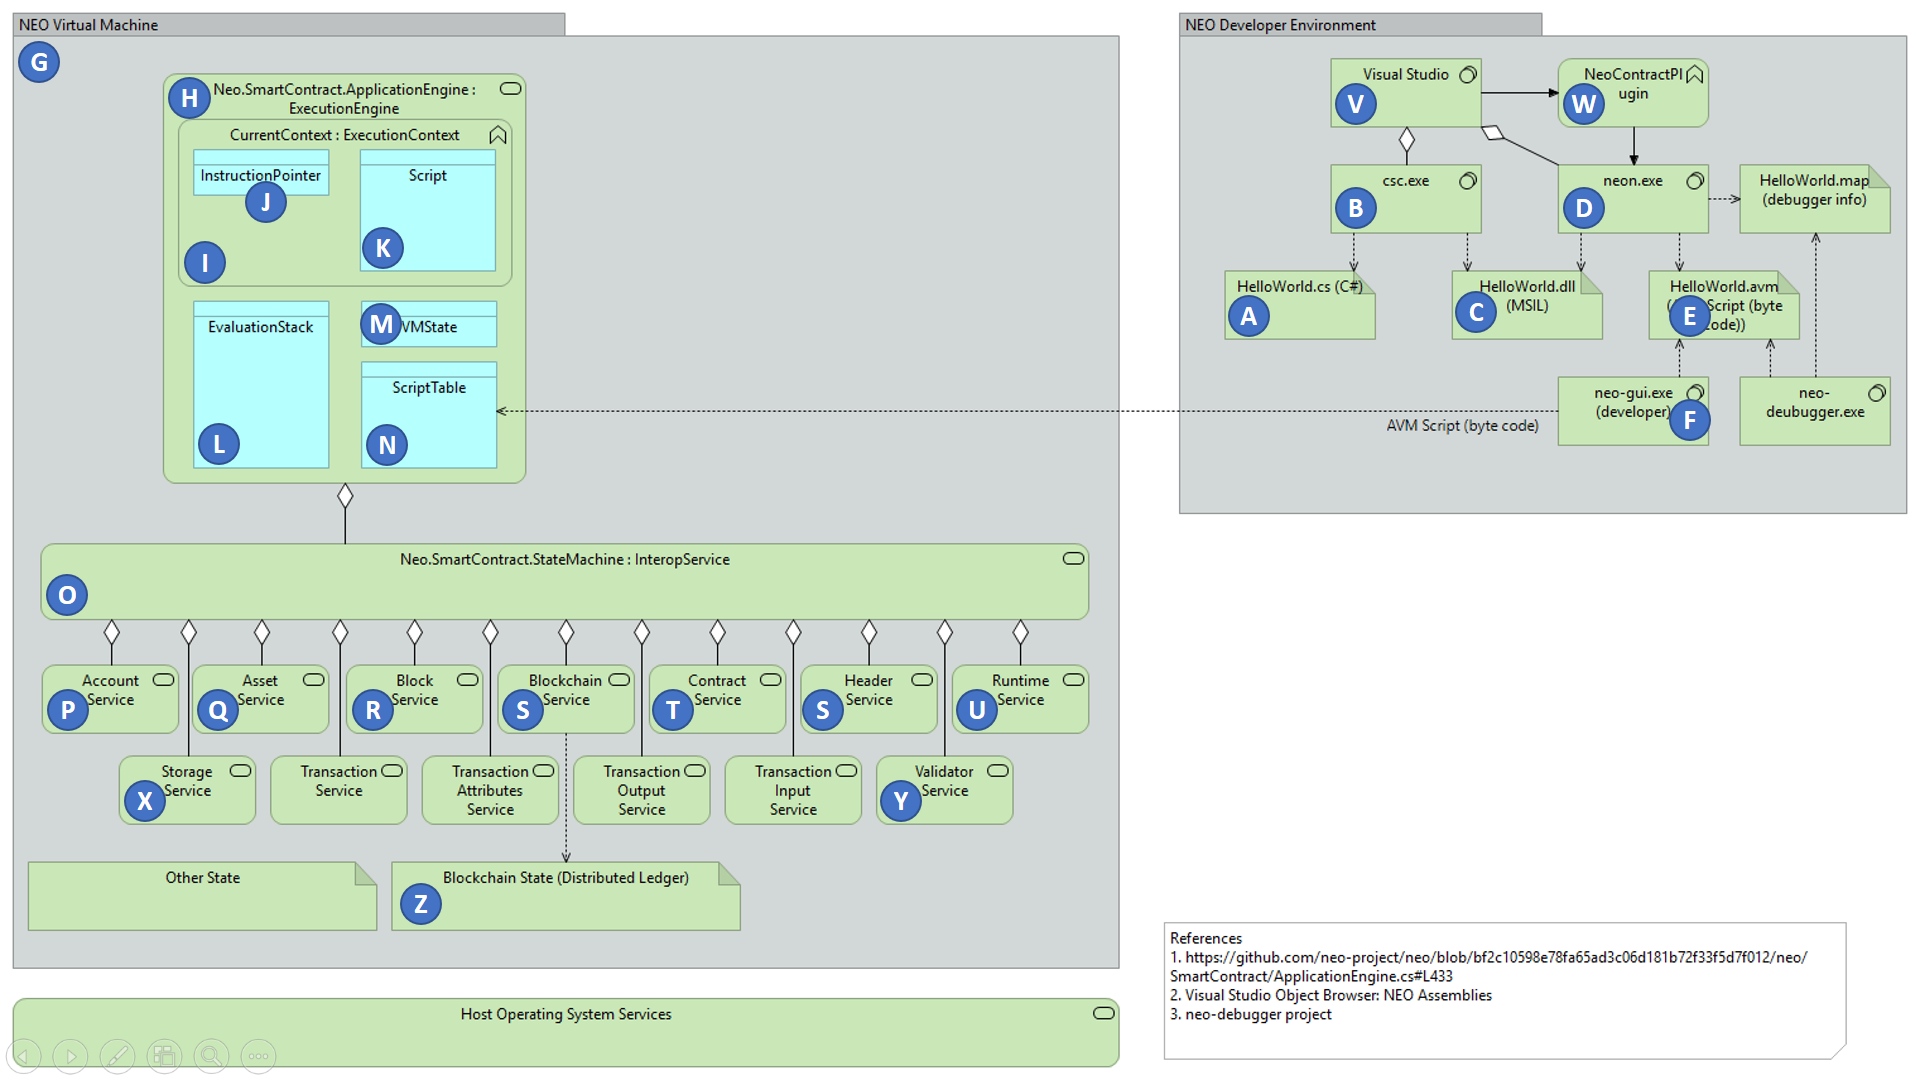 NEO Virtual Machine
G
H
Neo.SmartContract.ApplicationEngine :
ExecutionEngine
CurrentContext : ExecutionContext
InstructionPointer
J
Script
K
I
EvaluationStack
L
M
VMState
ScriptTable
N
Neo.SmartContract.StateMachine : InteropService
O
Account
Service
P
Asset
Service
Q
Block
Service
R
Blockchain
Service
S
Contract
Service
T
Header
Service
S
Runtime
Service
U
Storage
Service
X
Transaction
Service
Transaction
Attributes
Service
Transaction
Output
Service
Transaction
Input
Service
Validator
Service
Y
Other State
Blockchain State (Distributed Ledger)
Z
Host Operating System Services
NEO Developer Environment
Visual Studio
V
NeoContractPl
ugin
W
csc.exe
B
neon.exe
D
HelloWorld.map
(debugger info)
HelloWorld.cs (C#)
A
HelloWorld.dll
(MSIL)
C
HelloWorld.avm
Script (byte
code))
E
neo-gui.exe
(developer)
F
neo-
deubugger.exe
AVM Script (byte code)
References
1. https://github.com/neo-project/neo/blob/bf2c10598e78fa65ad3c06d181b72f33f5d7f012/neo/
SmartContract/ApplicationEngine.cs#L433
2. Visual Studio Object Browser: NEO Assemblies
3. neo-debugger project